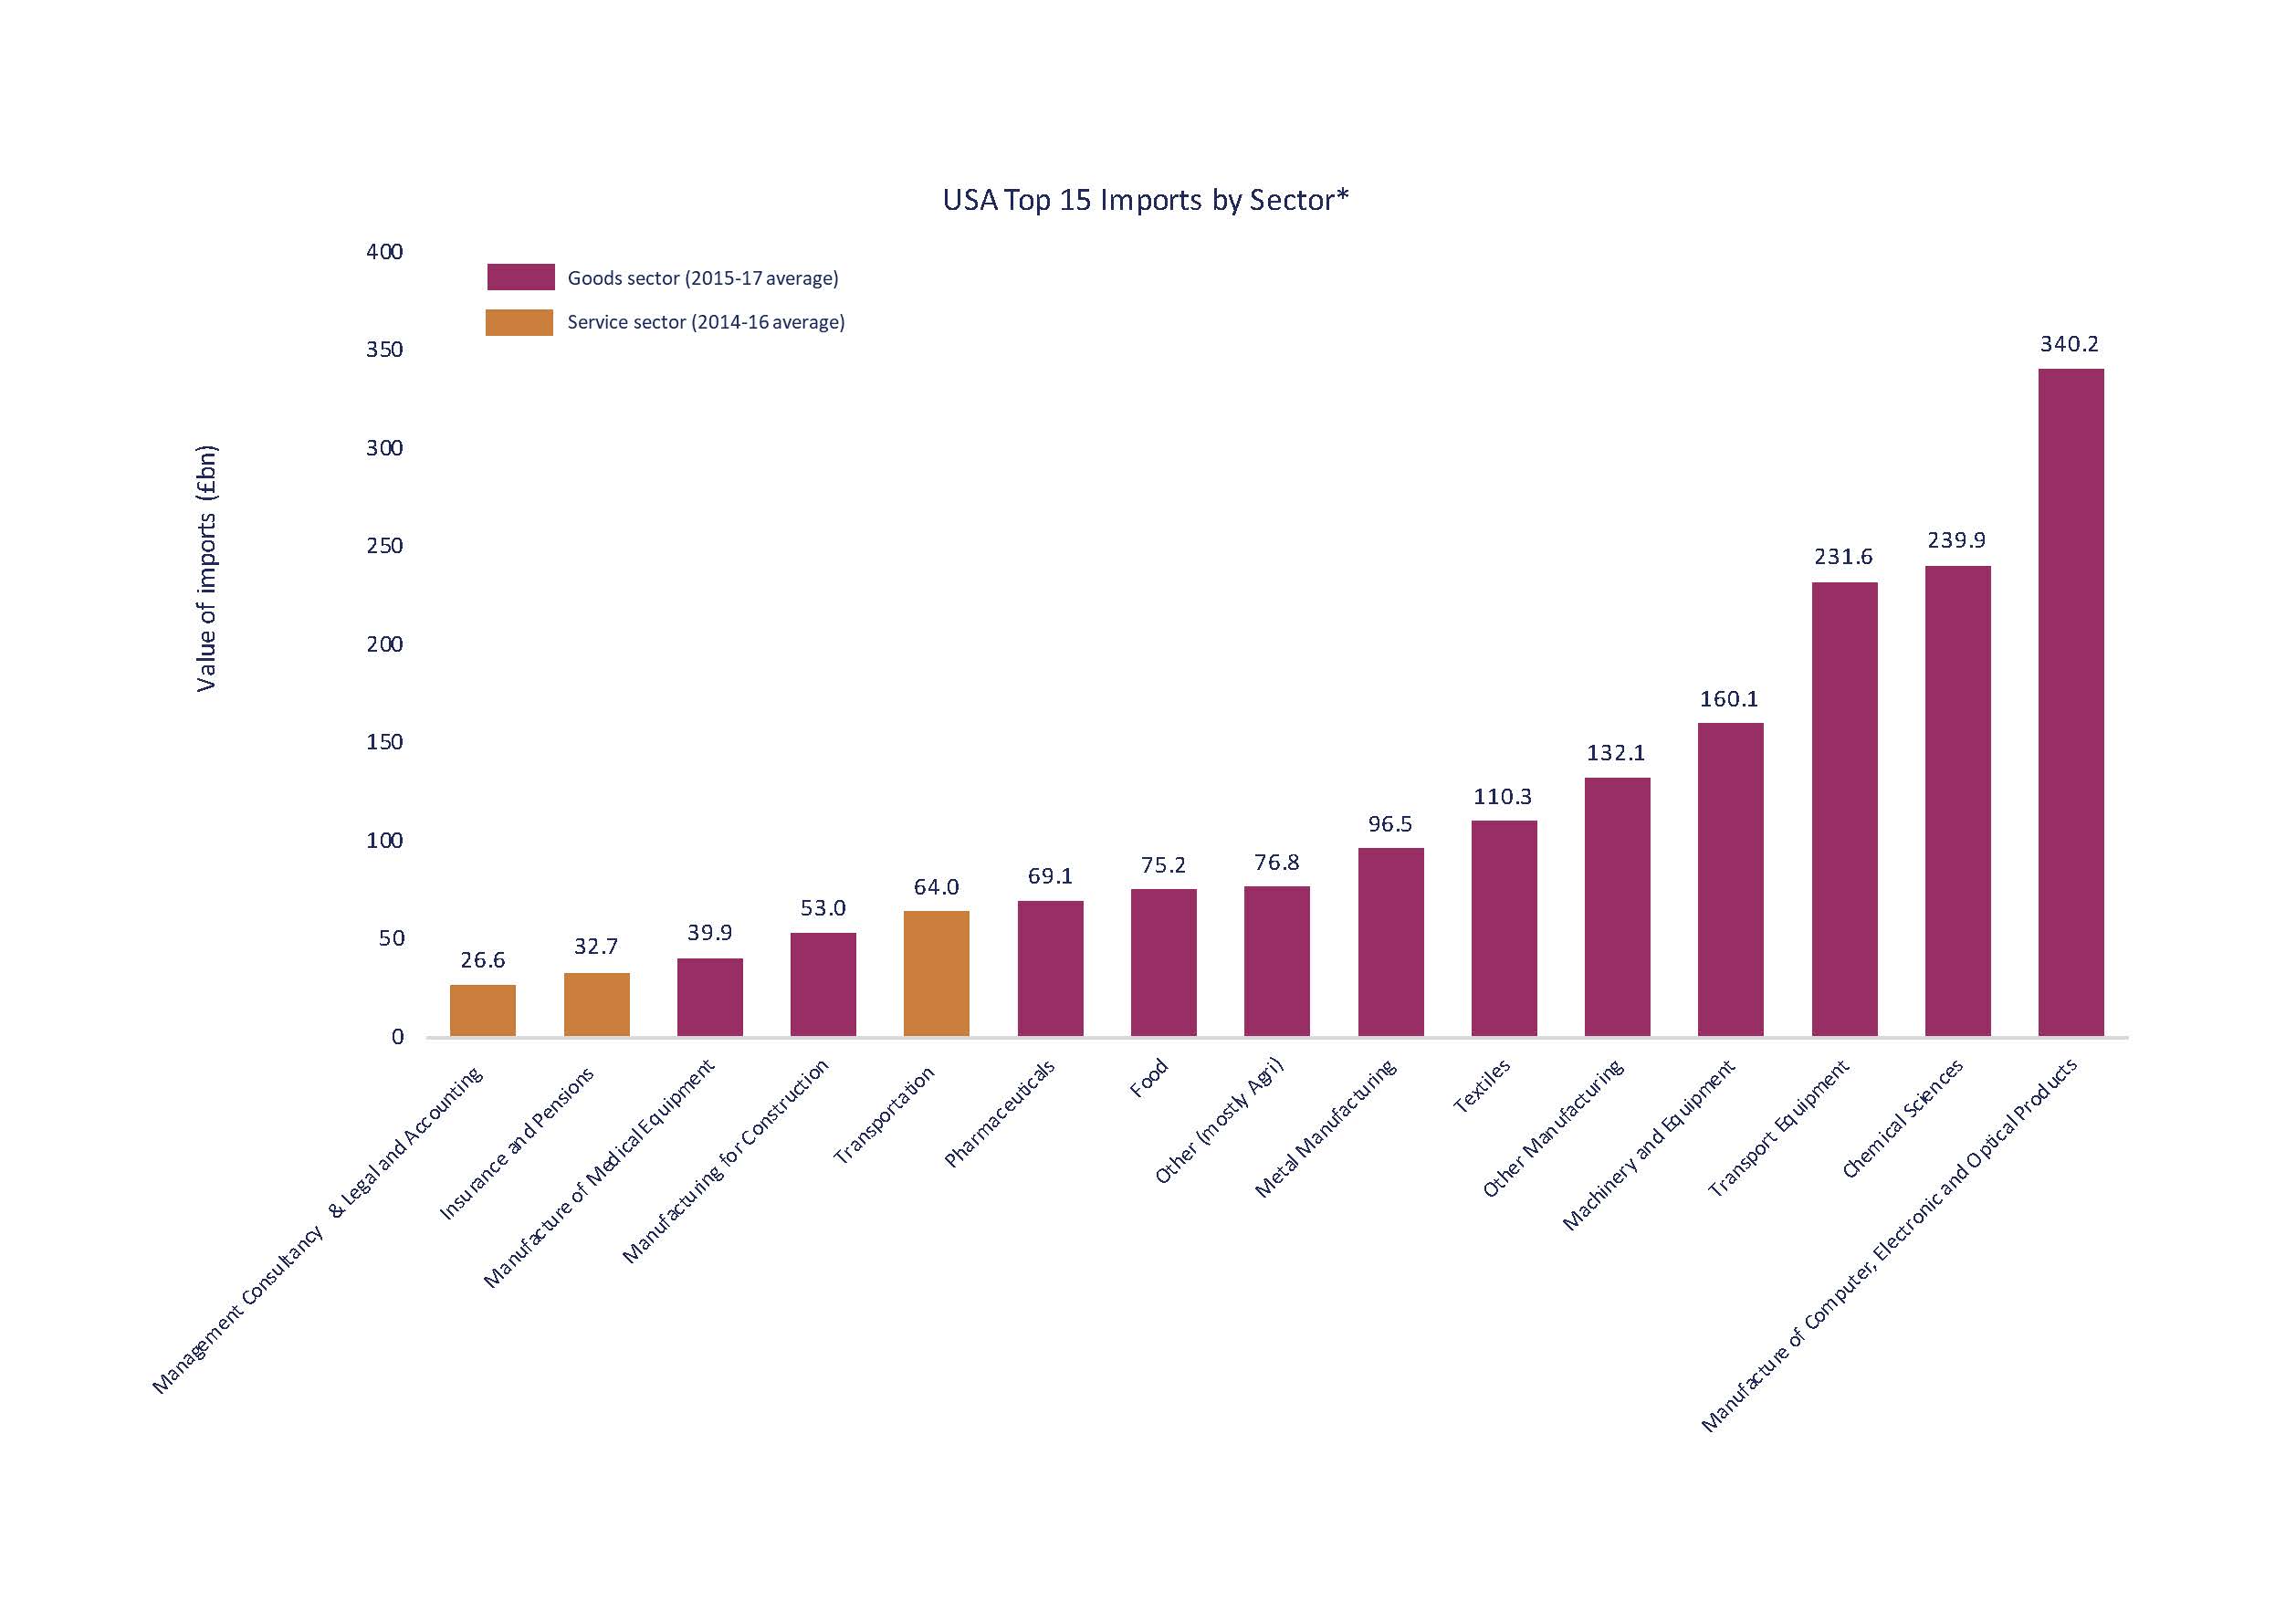 USA Top 15 Imports by Sector*
Goods sector (2015-17 average)
Service sector (2014-16 average)
Value of imports (£bn)
400
350
300
250
200
150
100
50
0
26.6
32.7
39.9
53.0
64.0
69.1
75.2
76.8
96.5
110.3
132.1
160.1
231.6
239.9
340.2
Management Consultancy & Legal and Accounting
Insurance and Pensions
Manufacture of Medical Equipment
Manufacturing for Construction
Transportation
Pharmaceuticals
Food
Other (mostly Agri)
Metal Manufacturing
Textiles
Other Manufacturing
Machinery and Equipment
Transport Equipment
Chemical Sciences
Manufacture of Computer, Electronic and Optical Products